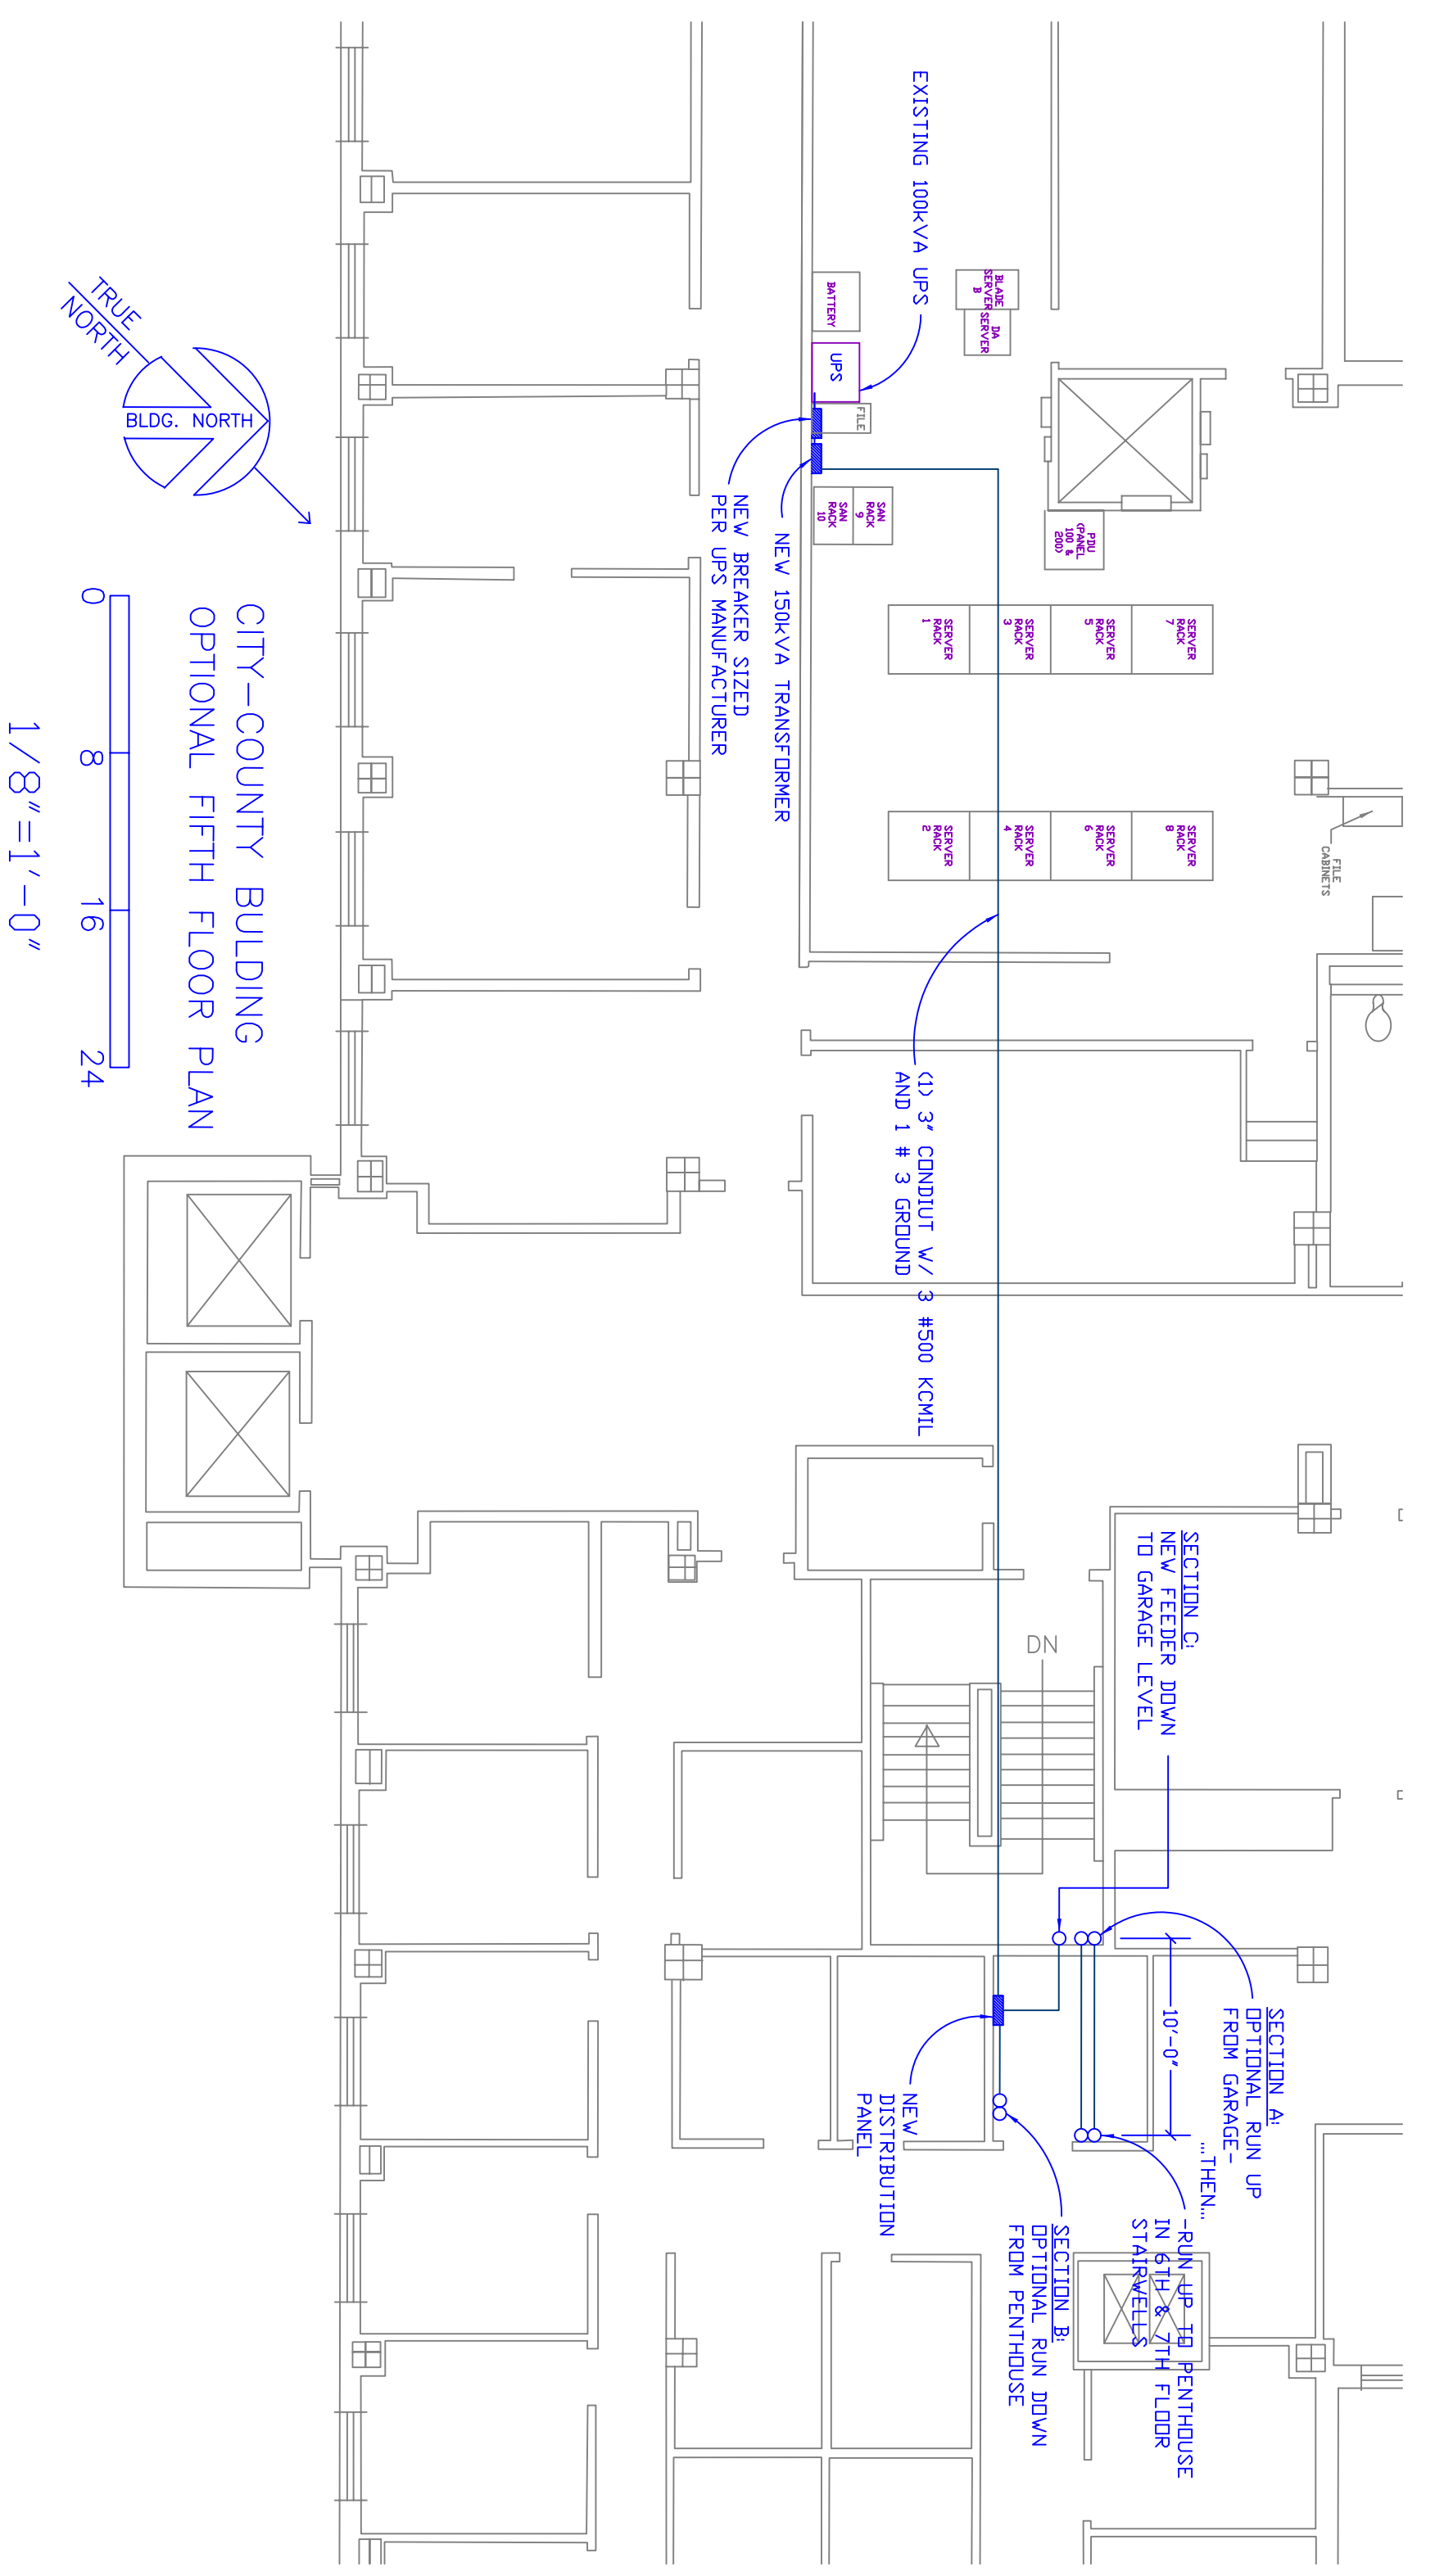 EXISTING 100kVA UPS
BLADE
SERVER
B
DA
SERVER
BATTERY
UPS
FILE
PDU
(PANEL
100 &
200)
SAN
RACK
9
SAN
RACK
10
SERVER
RACK
7
SERVER
RACK
5
SERVER
RACK
3
SERVER
RACK
1
SERVER
RACK
8
SERVER
RACK
6
SERVER
RACK
4
SERVER
RACK
2
FILE
CABINETS
NEW 150kVA TRANSFORMER
NEW BREAKER SIZED
PER UPS MANUFACTURER
(1) 3" CONDIUT W/ 3 #500 KCMIL
AND 1 # 3 GROUND
DN
SECTION C:
NEW FEEDER DOWN
TO GARAGE LEVEL
SECTION A:
OPTIONAL RUN UP
FROM GARAGE-
...THEN...
-RUN UP TO PENTHOUSE
IN 6TH & 7TH FLOOR
STAIRWELLS
10'-0"
SECTION B:
OPTIONAL RUN DOWN
FROM PENTHOUSE
NEW
DISTRIBUTION
PANEL
TRUE
NORTH
BLDG. NORTH
CITY-COUNTY BULDING
OPTIONAL FIFTH FLOOR PLAN
0 8 16 24
1/8"=1'-0"